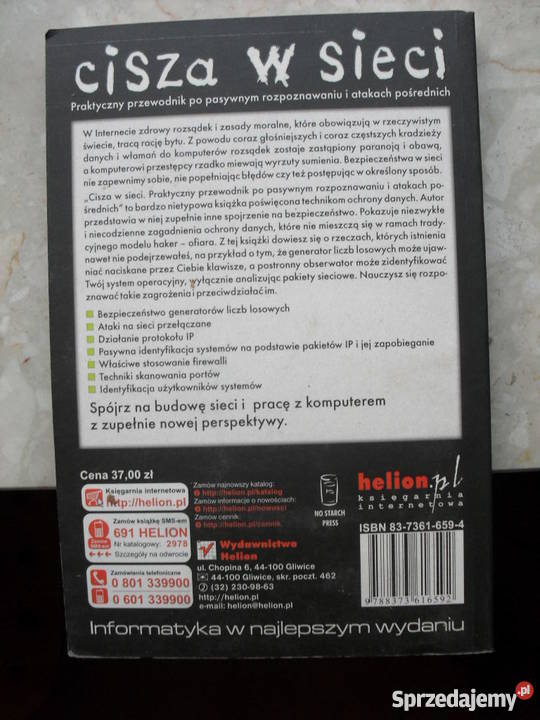 cisza w sieci
Praktyczny przewodnik po pasywnym rozpoznawaniu i atakach pośrednich
W Internecie zdrowy rozsądek i zasady moralne, które obowiązują w rzeczywistym
świecie, tracą rację bytu. Z powodu coraz głośniejszych i coraz częstszych kradzieży
danych i włamań do komputerów rozsądek zostaje zastąpiony paranoją i obawą,
a komputerowi przestępcy rzadko miewają wyrzuty sumienia. Bezpieczeństwa w sieci
nie zapewnimy sobie, nie popełniając błędów czy też postępując w określony sposób.
„Cisza w sieci. Praktyczny przewodnik po pasywnym rozpoznawaniu i atakach po-
średnich" to bardzo nietypowa książka poświęcona technikom ochrony danych. Autor
przedstawia w niej zupełnie inne spojrzenie na bezpieczeństwo. Pokazuje niezwykłe
i niecodzienne zagadnienia ochrony danych, które nie mieszczą się w ramach trady-
cyjnego modelu haker – ofiara. Z tej książki dowiesz się o rzeczach, których istnienia
nawet nie podejrzewałeś, na przykład o tym, że generator liczb losowych może ujaw-
niać naciskane przez Ciebie klawisze, a postronny obserwator może zidentyfikować
Twój system operacyjny, wyłącznie analizując pakiety sieciowe. Nauczysz się rozpo-
znawać takie zagrożenia i przeciwdziałać im.
Bezpieczeństwo generatorów liczb losowych
Ataki na sieci przełączane
Działanie protokołu IP
Pasywna identyfikacja systemów na podstawie pakietów IP i jej zapobieganie
Właściwe stosowanie firewalli
Techniki skanowania portów
Identyfikacja użytkowników systemów
Spójrz na budowę sieci i pracę z komputerem
z zupełnie nowej perspektywy.
Cena 37,00 zł
Księgarnia internetowa
http://helion.pl
Zamów książkę SMS-em
691 HELION
Nr katalogowy: 2978
Szczegóły na odwrocie
Zamówienia telefoniczne
0 801 339900
0 601 339900
Zamów najnowszy katalog:
http://helion.pl/katalog
Zamów informacje o nowościach:
http://helion.pl/nowosci
Zamów cennik:
http://helion.pl/cennik
Wydawnictwo
Helion
ul. Chopina 6, 44-100 Gliwice
44-100 Gliwice, skr. poczt. 462
(32) 230-98-63
http://helion.pl
e-mail: helion@helion.pl
NO STARCH
PRESS
helion.pl
księgarnia
internetowa
ISBN 83-7361-659-4
9 788373 616592
Informatyka w najlepszym wydaniu
Sprzedajemy.pl